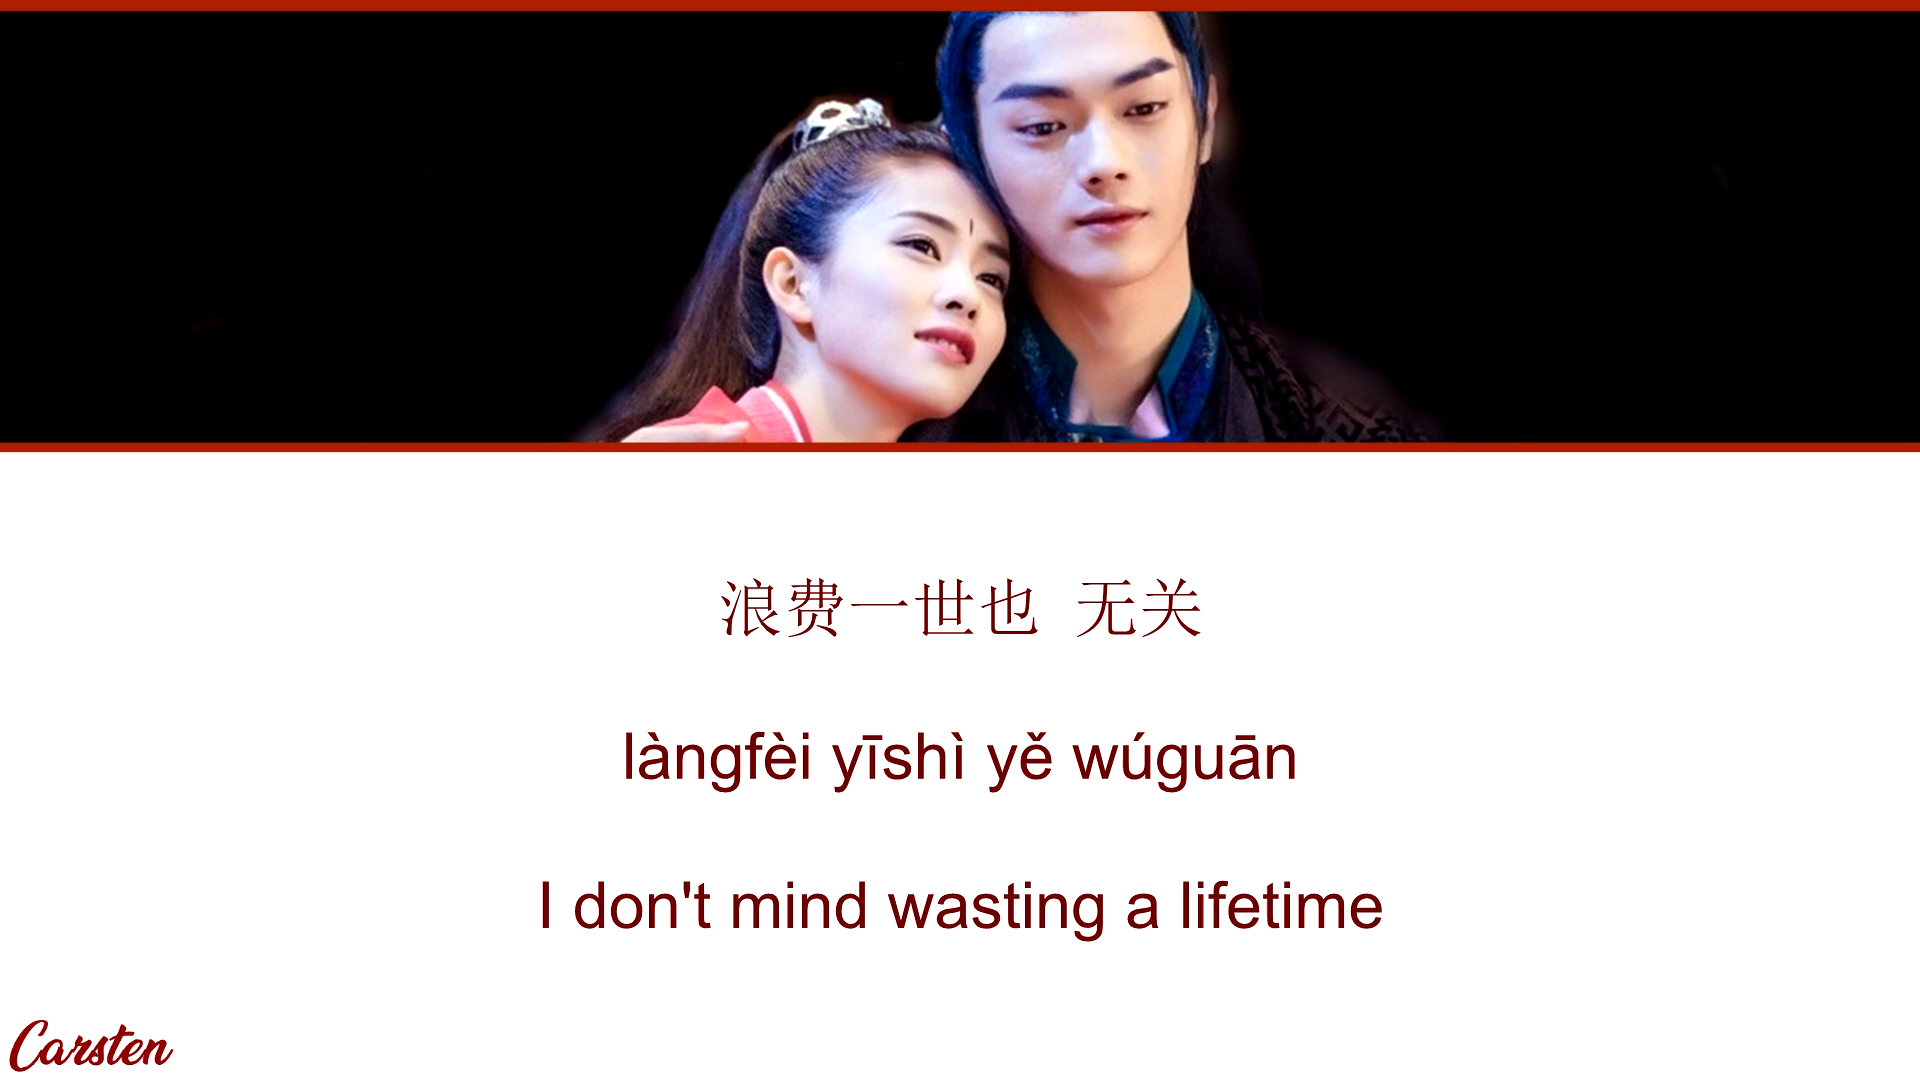 浪费一世也 无关
làngfèi yīshì yě wúguān
I don't mind wasting a lifetime
Carsten